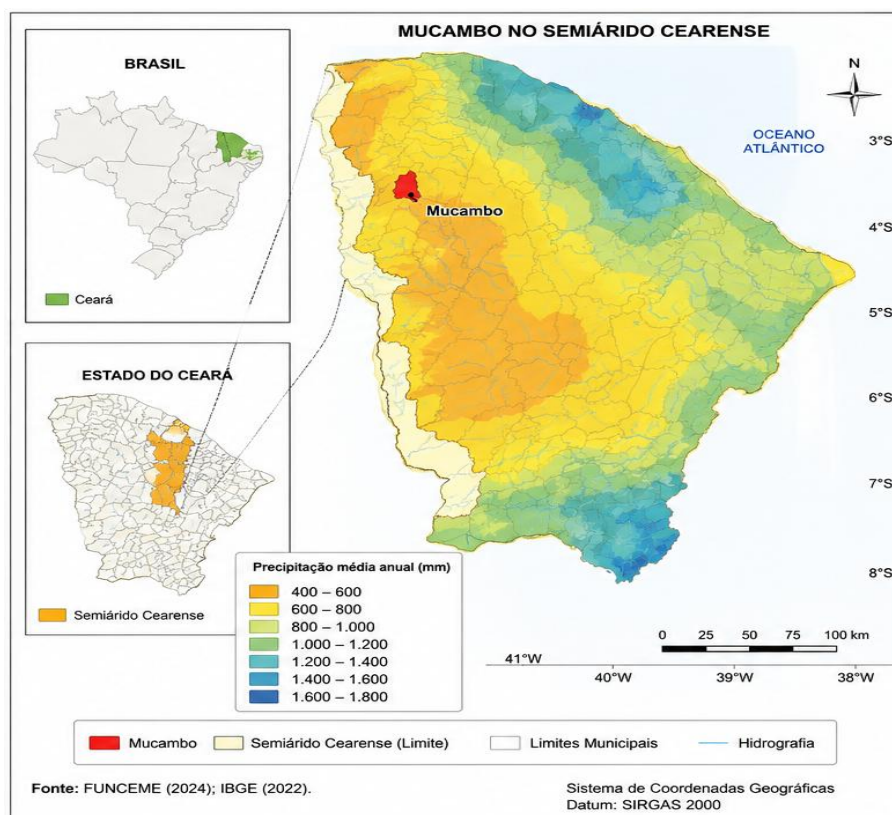 MUCAMBO NO SEMIÁRIDO CEARENSE
BRASIL
Ceará
N
OCEANO
ATLÂNTICO
3°S
Mucambo
4°S
5°S
ESTADO DO CEARÁ
6°S
7°S
8°S
Semiárido Cearense
Precipitação média anual (mm)
400 – 600
600 – 800
800 – 1.000
1.000 – 1.200
1.200 – 1.400
1.400 – 1.600
1.600 – 1.800
0 25 50 75 100 km
41°W
40°W 39°W 38°W
Mucambo Semiárido Cearense (Limite) Limites Municipais Hidrografia
Fonte: FUNCEME (2024); IBGE (2022).
Sistema de Coordenadas Geográficas
Datum: SIRGAS 2000